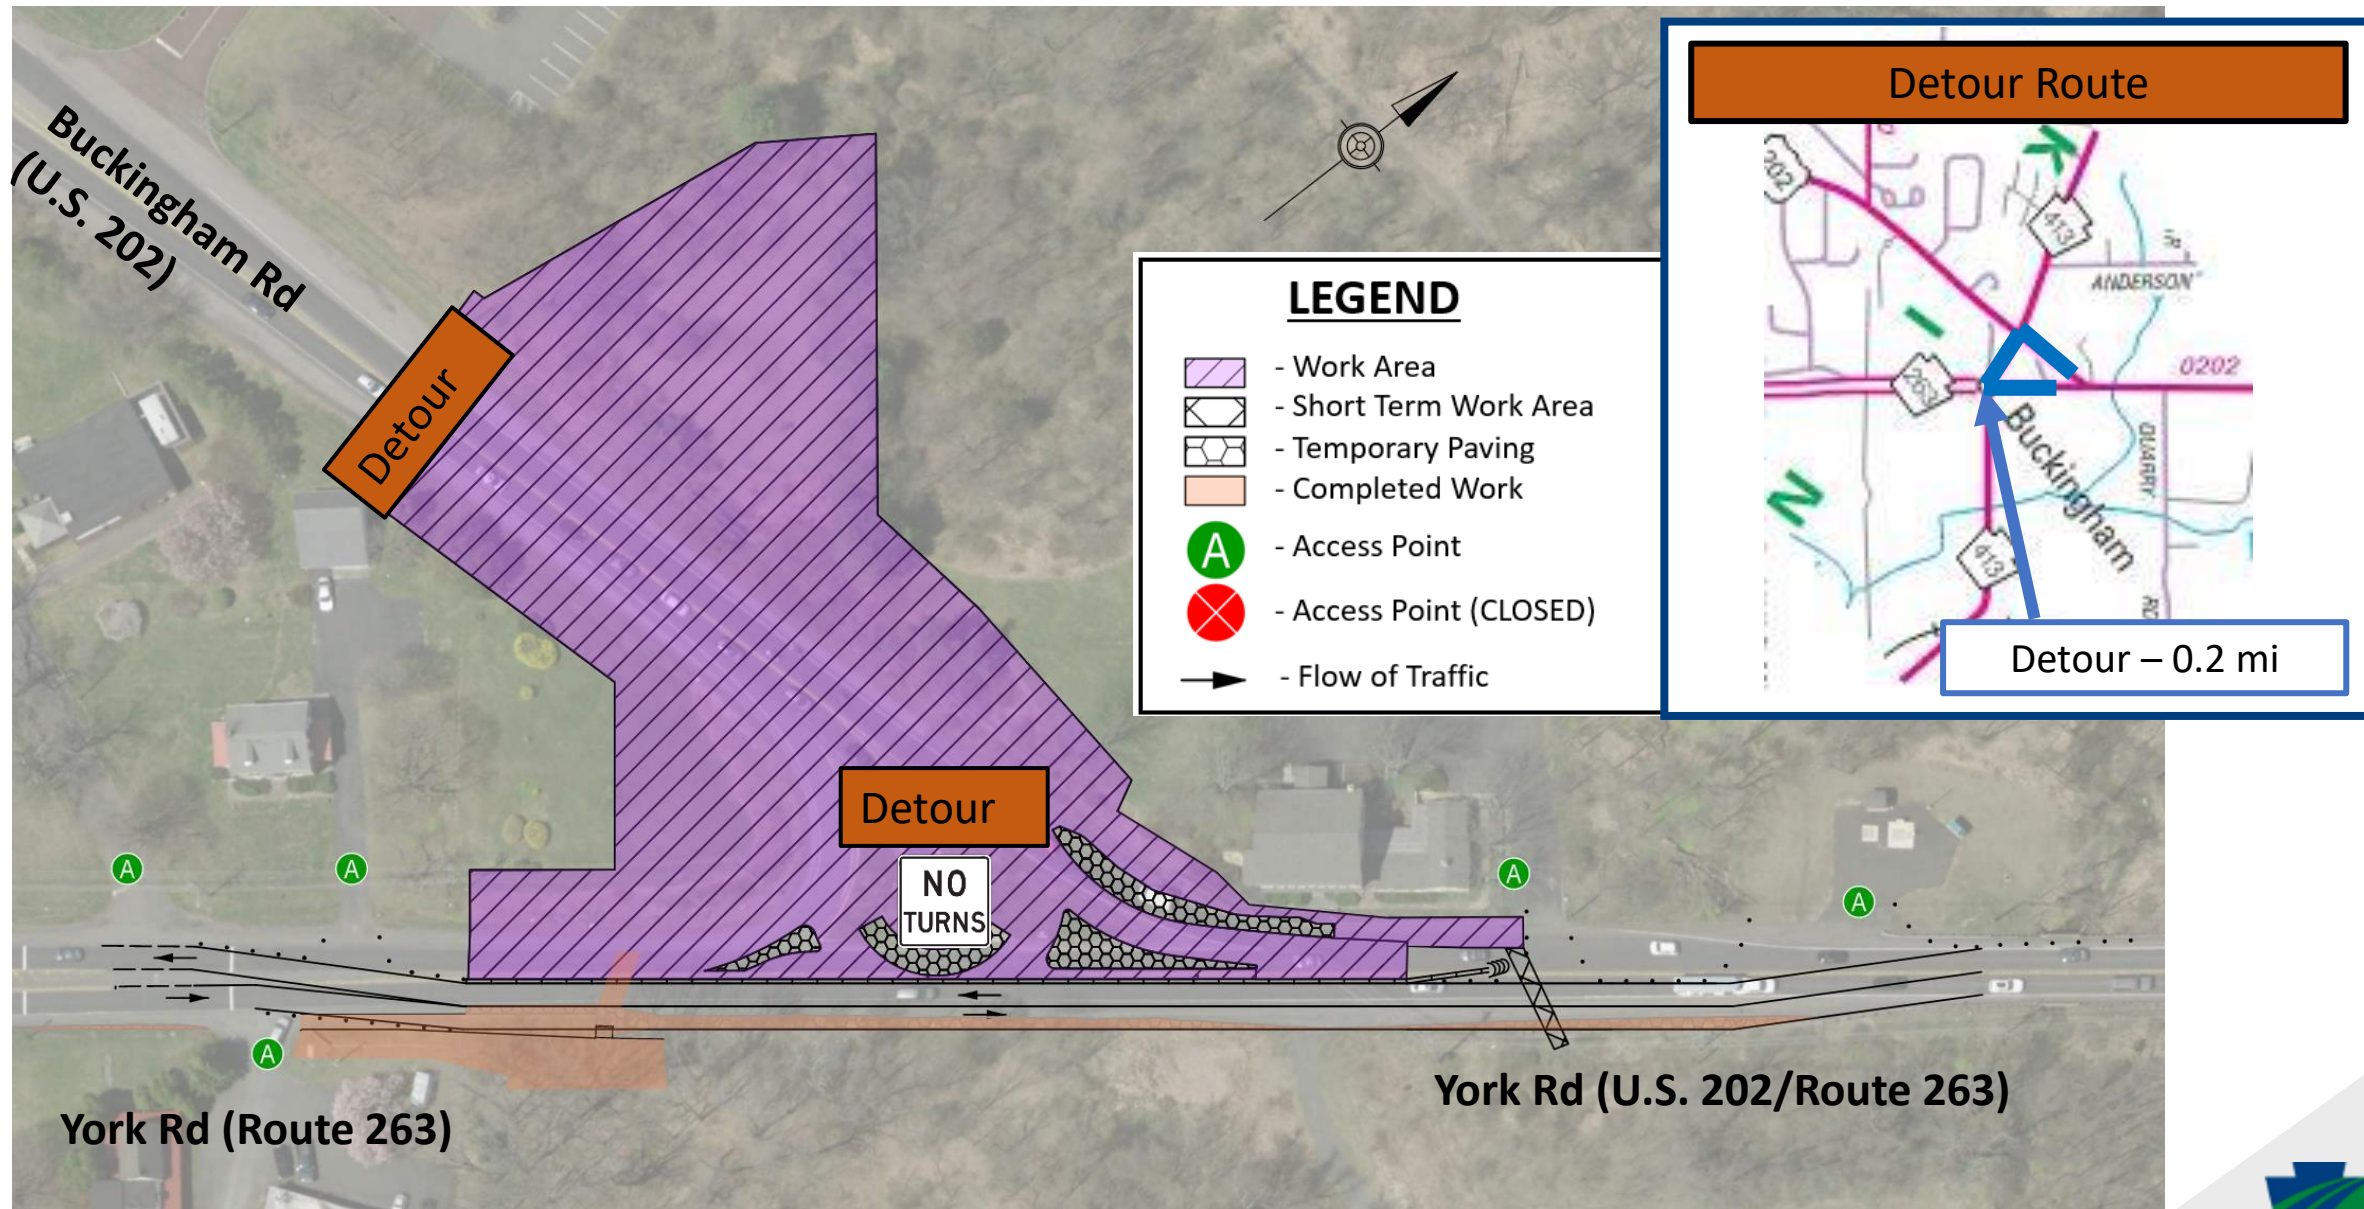 Buckingham Rd
(U.S. 202)
Detour
Detour
NO
TURNS
A
A
A
A
A
York Rd (Route 263)
York Rd (U.S. 202/Route 263)
LEGEND
- Work Area
- Short Term Work Area
- Temporary Paving
- Completed Work
A - Access Point
- Access Point (CLOSED)
- Flow of Traffic
Detour Route
202
K
413
ANDERSON
I
0202
263
Buckingham
QUARRY
RD
N
413
Detour – 0.2 mi